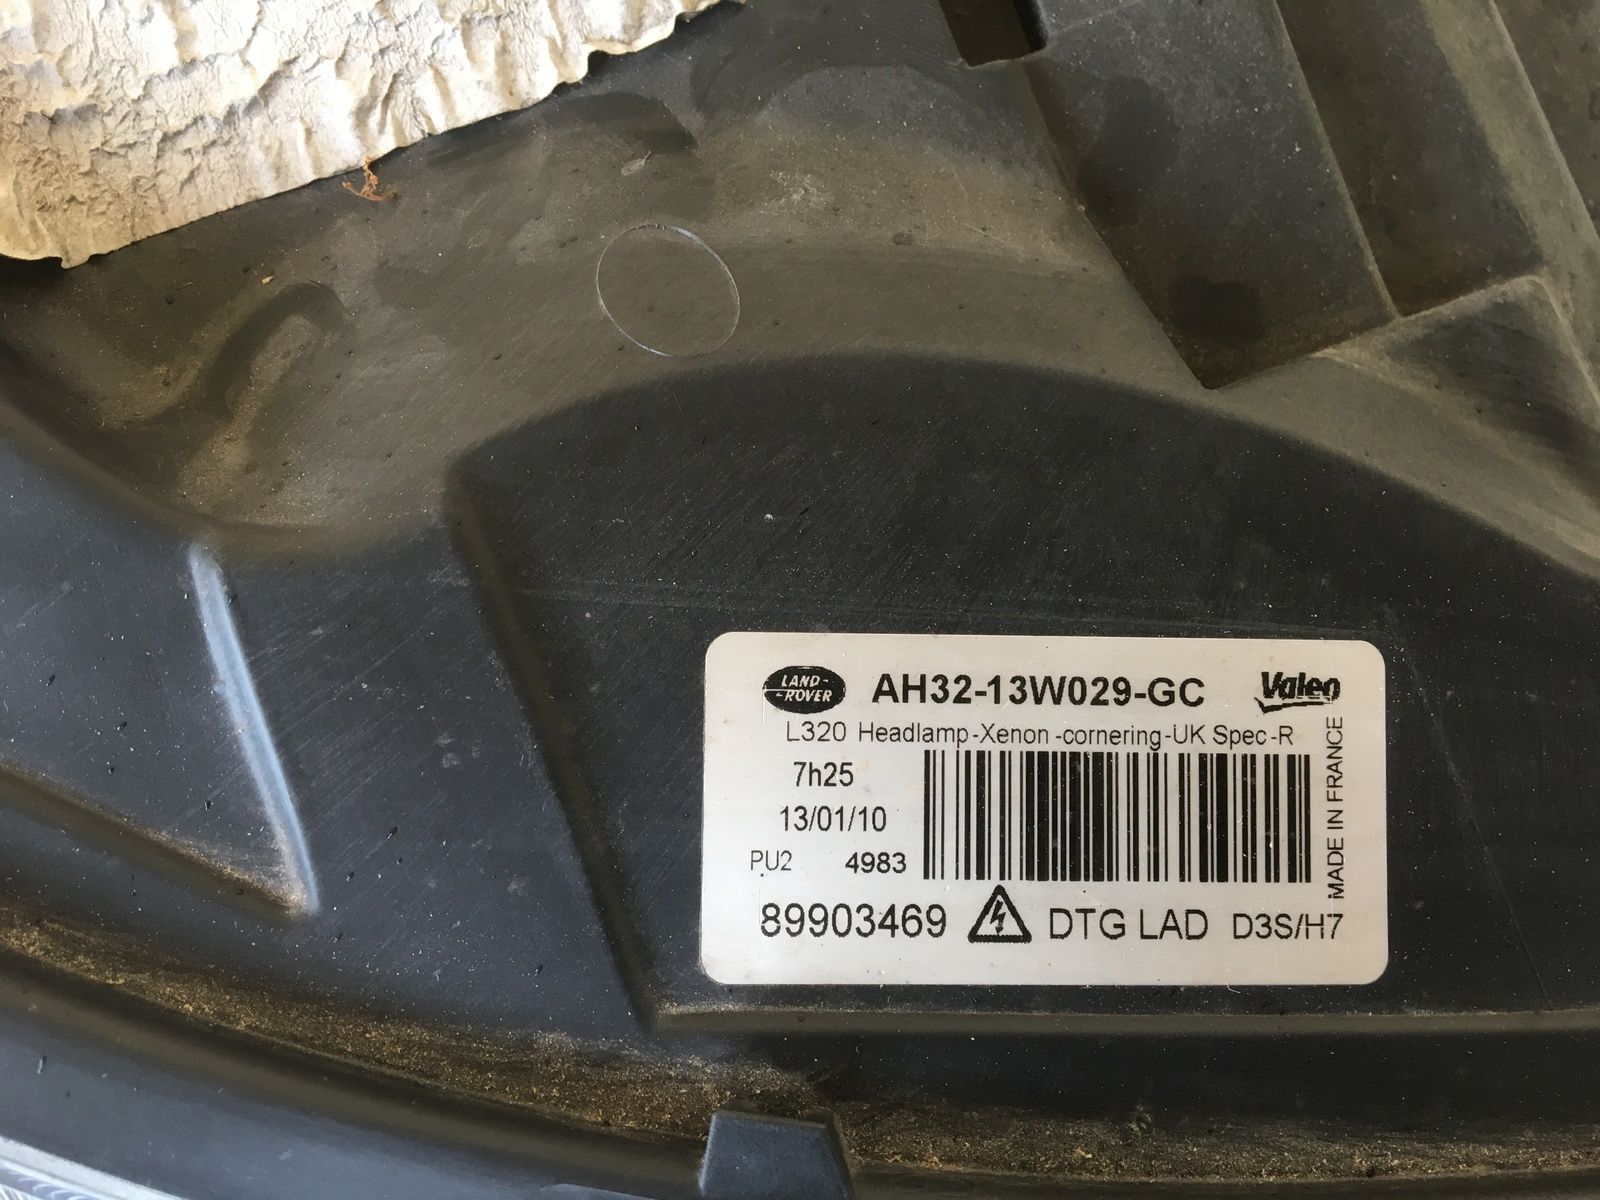 LAND-
-ROVER
AH32-13W029-GC
Valeo
L320 Headlamp-Xenon-cornering-UK Spec-R
7h25
13/01/10
PU2 4983
MADE IN FRANCE
89903469 DTG LAD D3S/H7